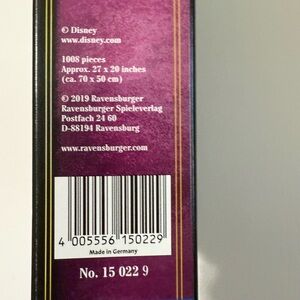 © Disney
www.disney.com
1008 pieces
Approx. 27 x 20 inches
(ca. 70 x 50 cm)
© 2019 Ravensburger
Ravensburger Spieleverlag
Postfach 24 60
D-88194 Ravensburg
www.ravensburger.com
4 005556 150229
Made in Germany
No. 15 022 9